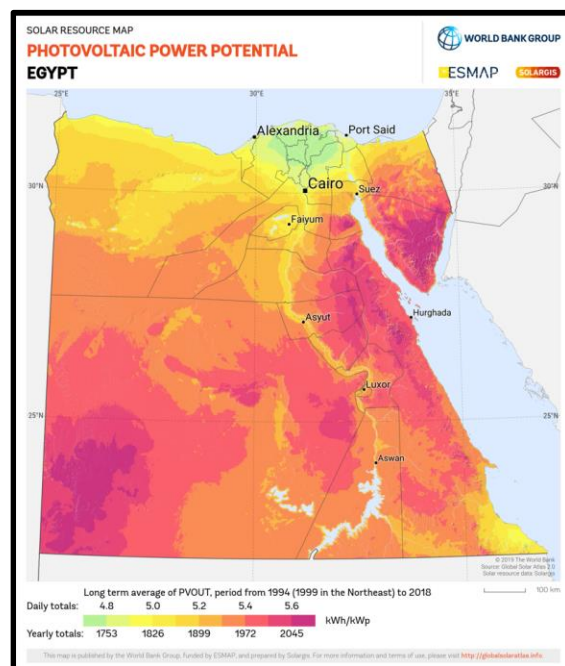 SOLAR RESOURCE MAP
PHOTOVOLTAIC POWER POTENTIAL
EGYPT
WORLD BANK GROUP
ESMAP
SOLARGIS
25°E
30°E
35°E
Alexandria
Port Said
Cairo
Suez
30°N
30°N
Faiyum
Asyut
Hurghada
Luxor
25°N
25°N
Aswan
© 2019 The World Bank
Source: Global Solar Atlas 2.0
Solar resource data: Solargis
Long term average of PVOUT, period from 1994 (1999 in the Northeast) to 2018
100 km
Daily totals: 4.8 5.0 5.2 5.4 5.6
kWh/kWp
Yearly totals: 1753 1826 1899 1972 2045
This map is published by the World Bank Group, funded by ESMAP, and prepared by Solargis. For more information and terms of use, please visit http://globalsolaratlas.info